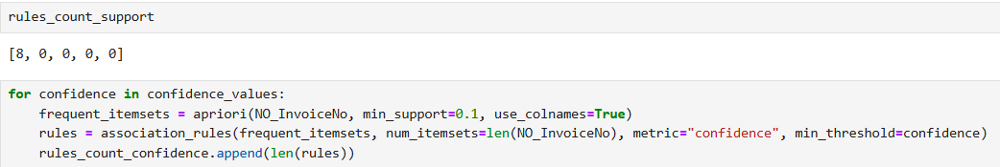 rules_count_support
[8, 0, 0, 0, 0]
for confidence in confidence_values:
    frequent_itemsets = apriori(NO_InvoiceNo, min_support=0.1, use_colnames=True)
    rules = association_rules(frequent_itemsets, num_itemsets=len(NO_InvoiceNo), metric="confidence", min_threshold=confidence)
    rules_count_confidence.append(len(rules))